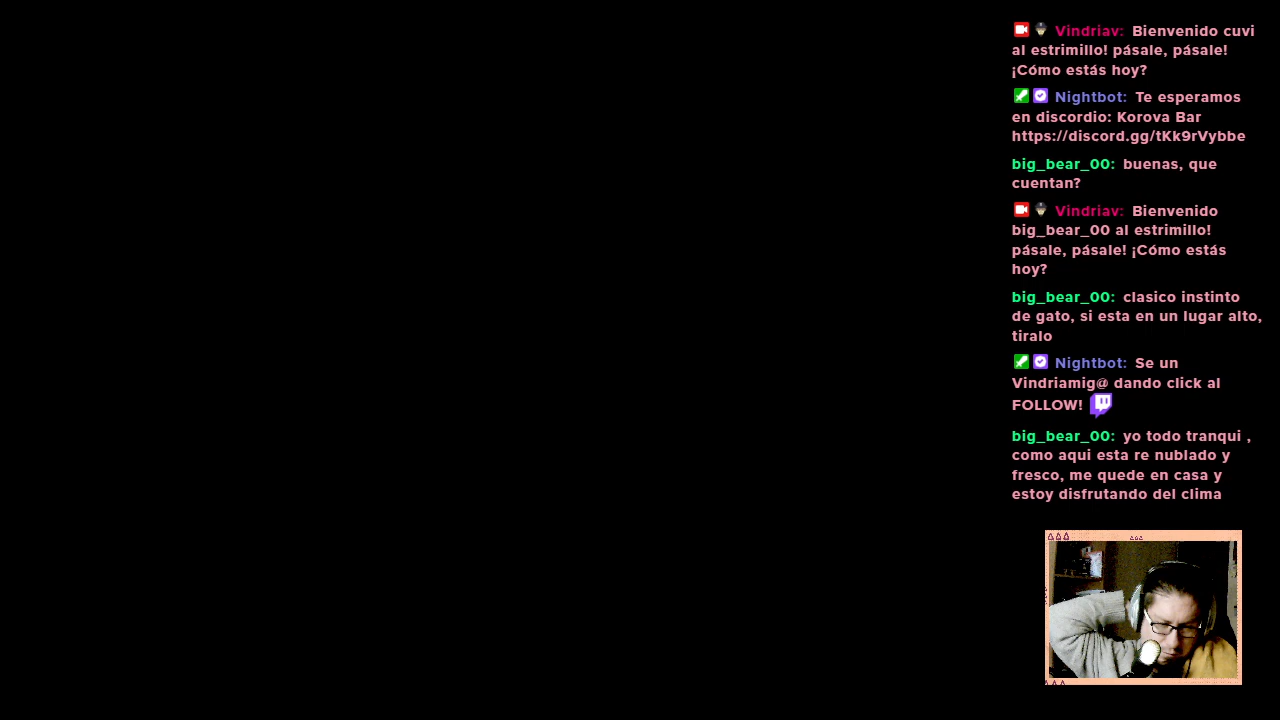 Vindriav: Bienvenido cuvi
al estrimillo! pásale, pásale!
¡Cómo estás hoy?
Nightbot: Te esperamos
en discordio: Korova Bar
https://discord.gg/tKk9rVybbe
big_bear_00: buenas, que
cuentan?
Vindriav: Bienvenido
big_bear_00 al estrimillo!
pásale, pásale! ¡Cómo estás
hoy?
big_bear_00: clasico instinto
de gato, si esta en un lugar alto,
tiralo
Nightbot: Se un
Vindriamig@ dando click al
FOLLOW!
big_bear_00: yo todo tranqui ,
como aqui esta re nublado y
fresco, me quede en casa y
estoy disfrutando del clima